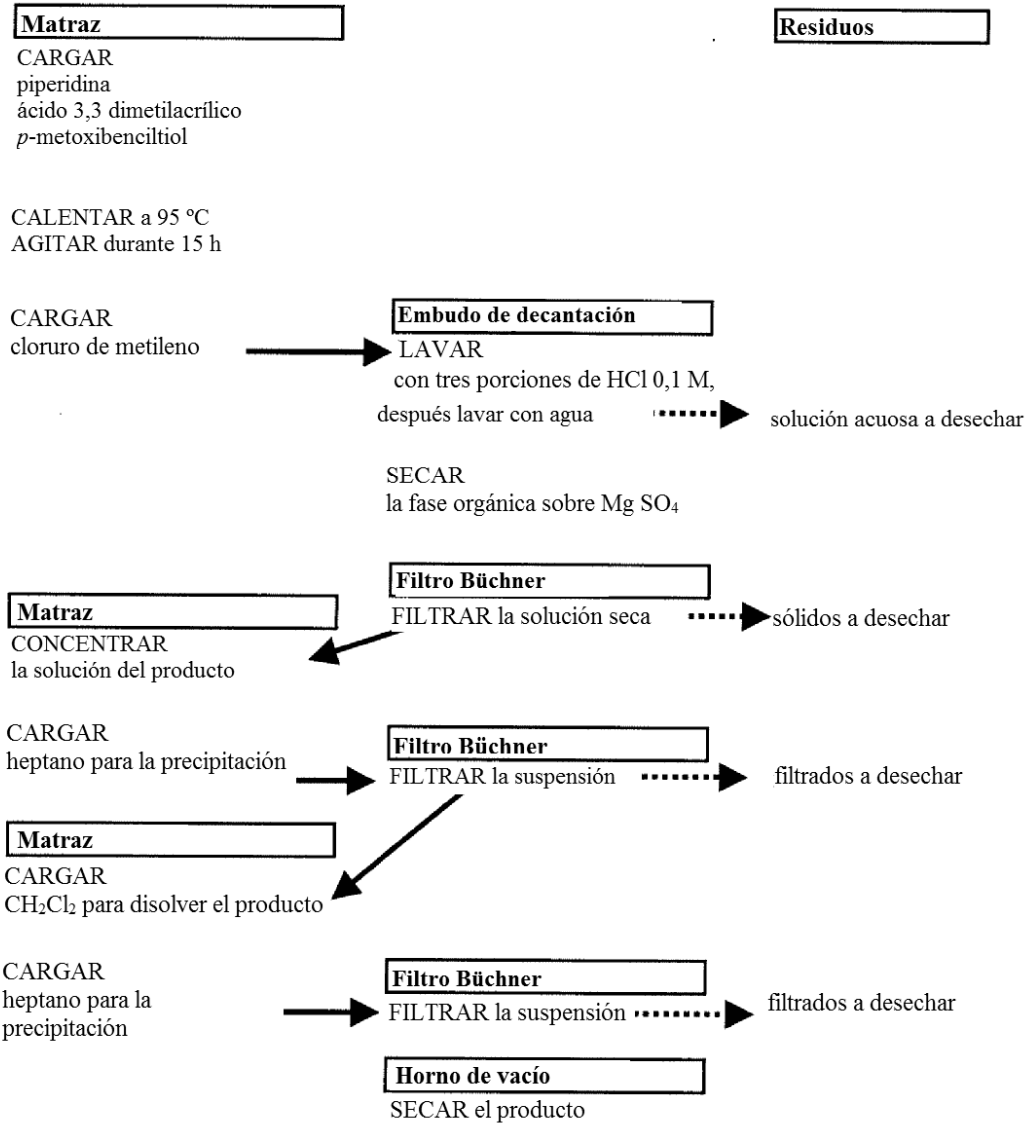 Matraz
Residuos
CARGAR
piperidina
ácido 3,3 dimetilacrílico
p-metoxibenciltiol
CALENTAR a 95 ºC
AGITAR durante 15 h
CARGAR
cloruro de metileno
Embudo de decantación
LAVAR
con tres porciones de HCl 0,1 M,
después lavar con agua
solución acuosa a desechar
SECAR
la fase orgánica sobre Mg SO₄
Filtro Büchner
FILTRAR la solución seca
sólidos a desechar
Matraz
CONCENTRAR
la solución del producto
CARGAR
heptano para la precipitación
Filtro Büchner
FILTRAR la suspensión
filtrados a desechar
Matraz
CARGAR
CH₂Cl₂ para disolver el producto
CARGAR
heptano para la
precipitación
Filtro Büchner
FILTRAR la suspensión
filtrados a desechar
Horno de vacío
SECAR el producto